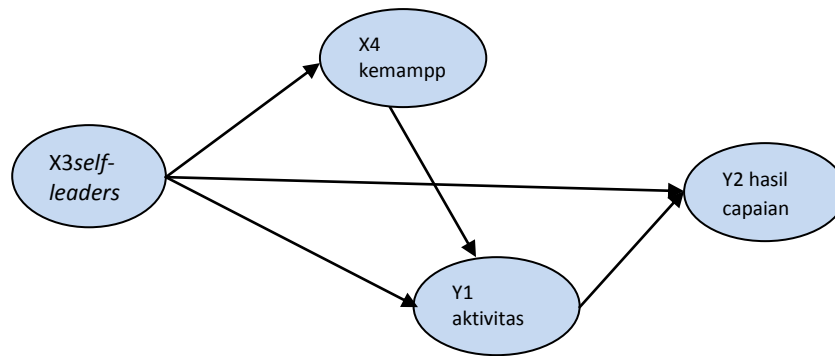 X4
kemampp
X3self-
leaders
Y2 hasil
capaian
Y1
aktivitas